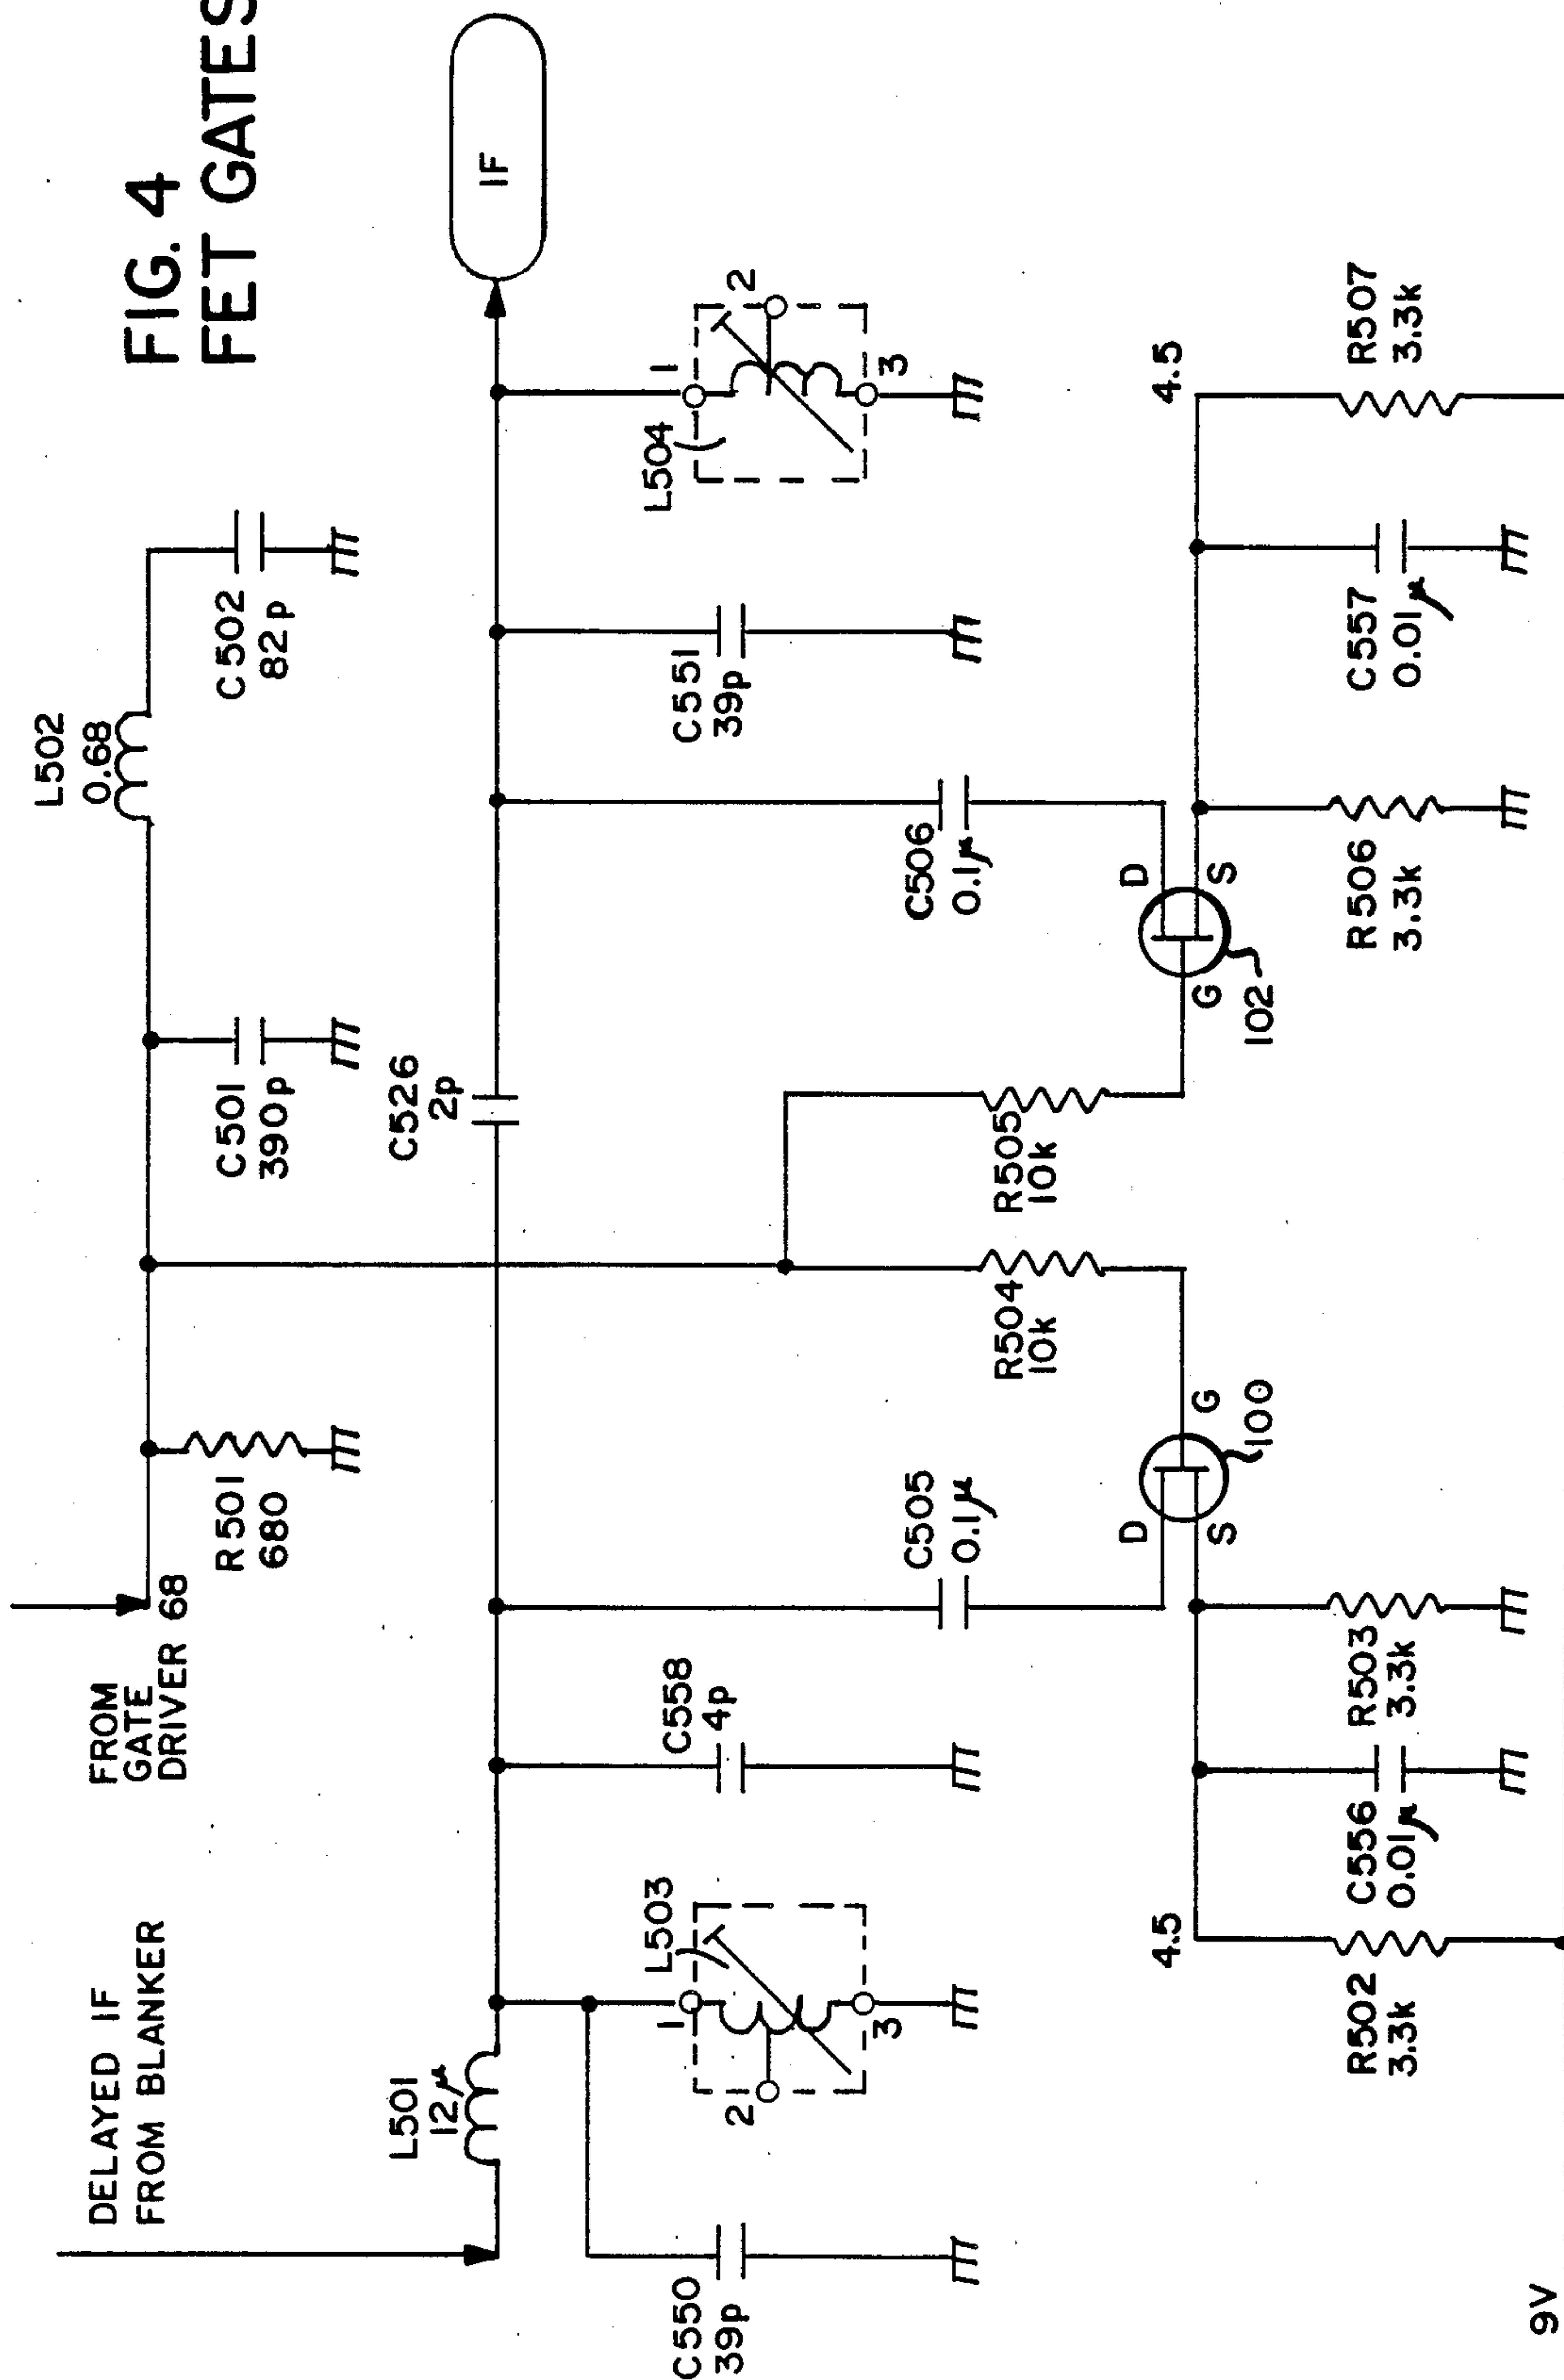 FIG. 4
FET GATES
DELAYED IF
FROM BLANKER
FROM
GATE
DRIVER 68
R501
680
C501
390p
L502
0.68
C502
82p
L501
12μ
C526
2p
IF
C550
39p
L503
1
2
3
C558
4p
C505
0.1μ
R504
10k
R505
10k
C506
0.1μ
C551
39p
L504
1
2
3
D
S
G
100
G
D
S
102
4.5
R502
3.3k
C556
0.01μ
R503
3.3k
R506
3.3k
C557
0.01μ
4.5
R507
3.3k
9V